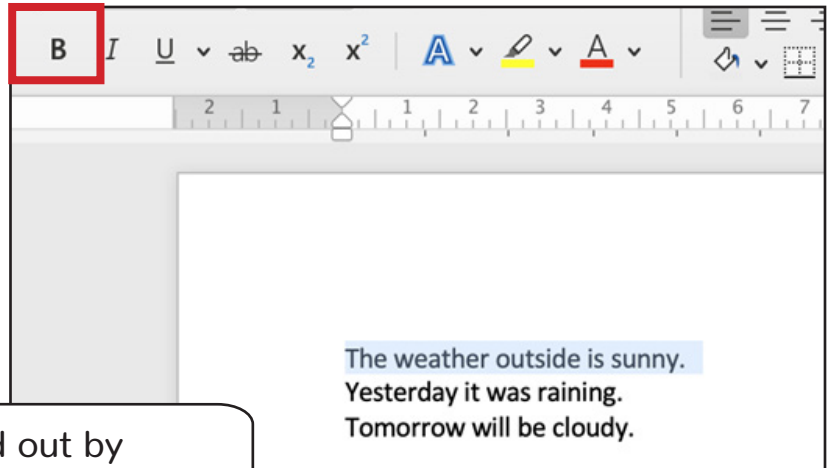 B I U ab x₂ x² A A
2 1 1 2 3 4 5 6 7
The weather outside is sunny.
Yesterday it was raining.
Tomorrow will be cloudy.
out by